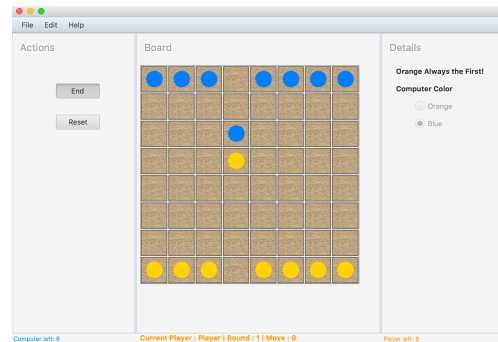 File Edit Help
Actions
Board
Details
End
Reset
Orange Always the First!
Computer Color
Orange
Blue
Computer left: 8
Current Player : Player | Round : 1 | Move : 0
Player left: 8